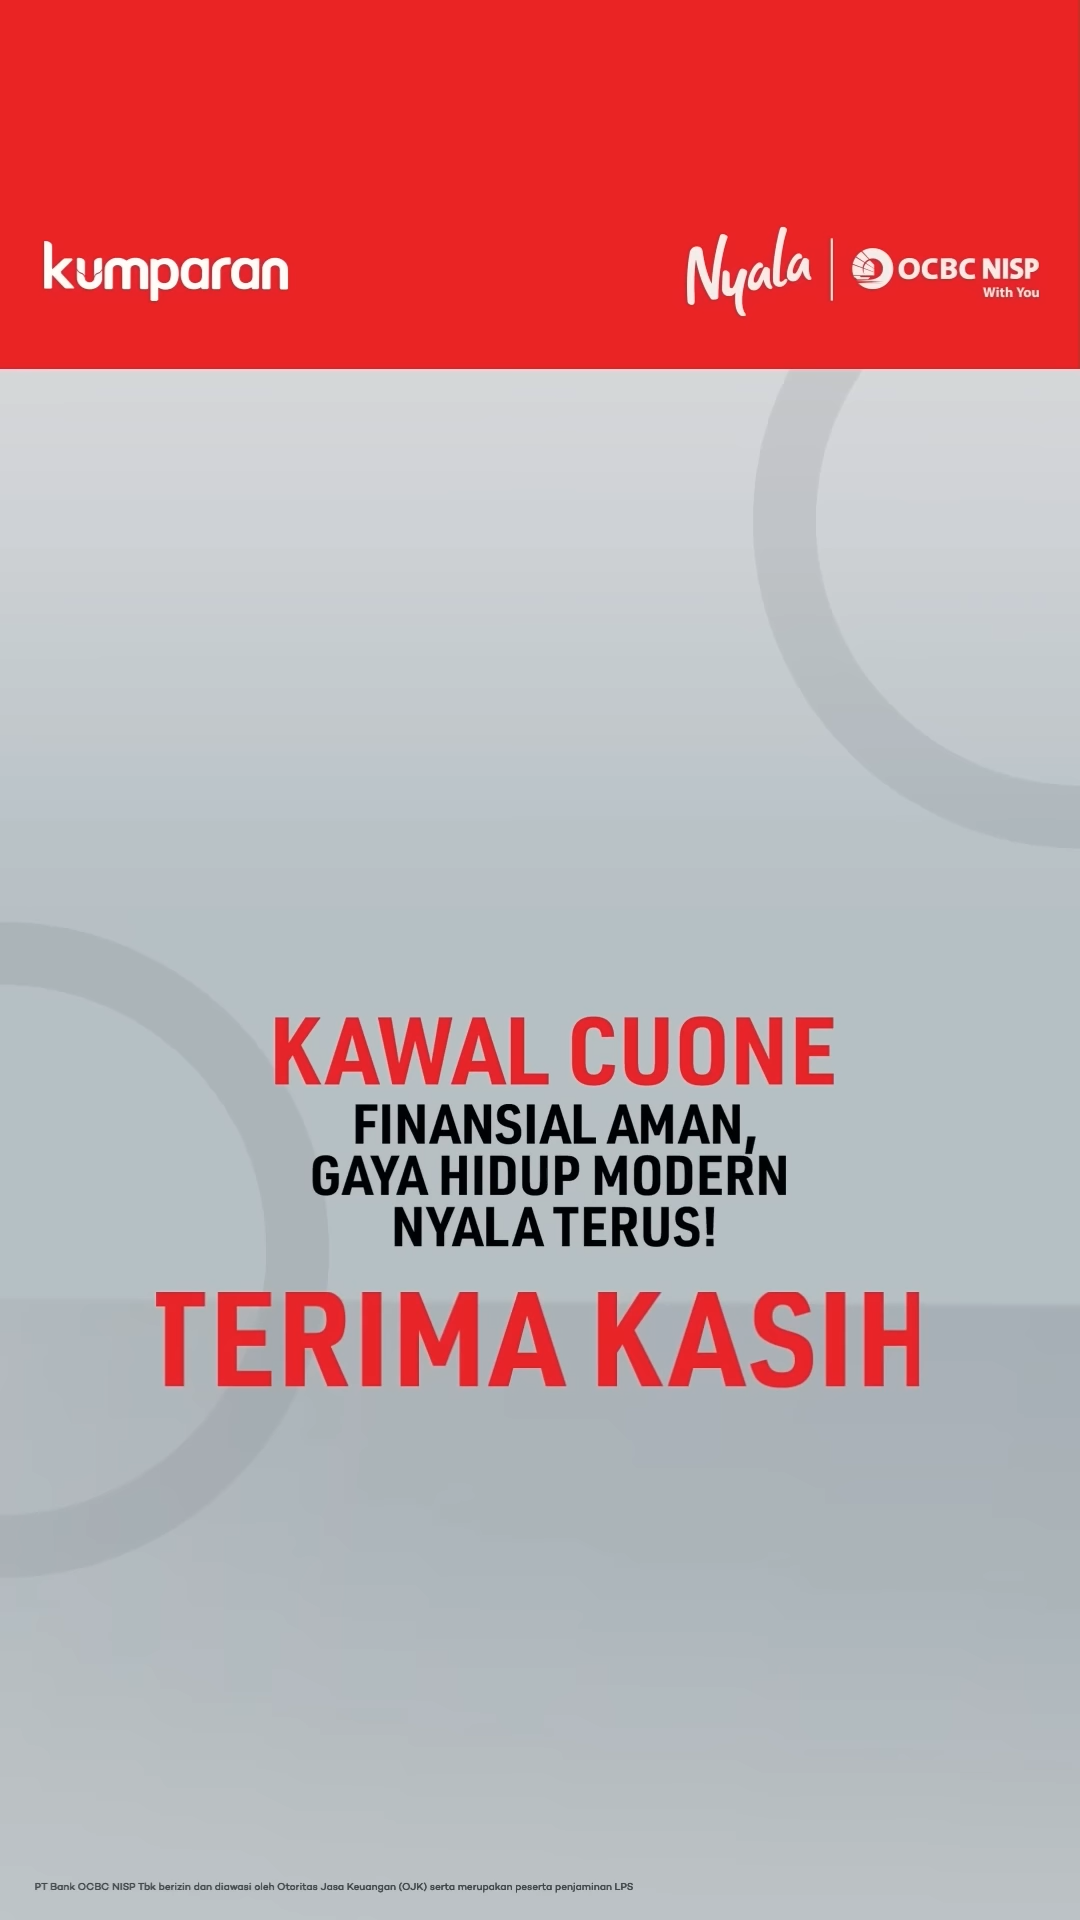 kumparan
Nyala
OCBC NISP
With You
KAWAL CUONE
FINANSIAL AMAN,
GAYA HIDUP MODERN
NYALA TERUS!
TERIMA KASIH
PT Bank OCBC NISP Tbk berizin dan diawasi oleh Otoritas Jasa Keuangan (OJK) serta merupakan peserta penjaminan LPS